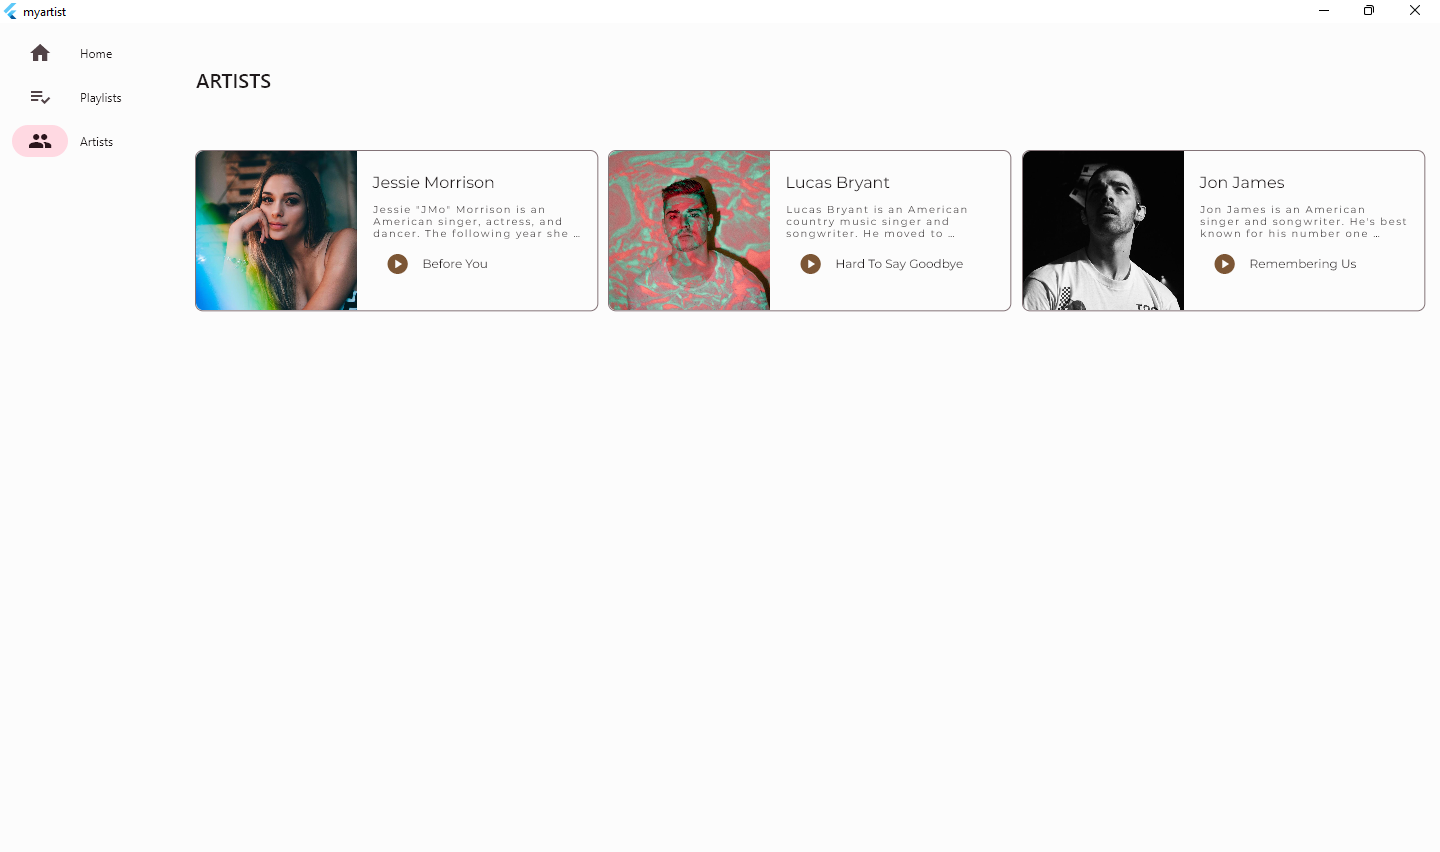 myartist
Home
Playlists
Artists
ARTISTS
Jessie Morrison
Jessie "JMo" Morrison is an
American singer, actress, and
dancer. The following year she …
Before You
Lucas Bryant
Lucas Bryant is an American
country music singer and
songwriter. He moved to …
Hard To Say Goodbye
Jon James
Jon James is an American
singer and songwriter. He's best
known for his number one …
Remembering Us